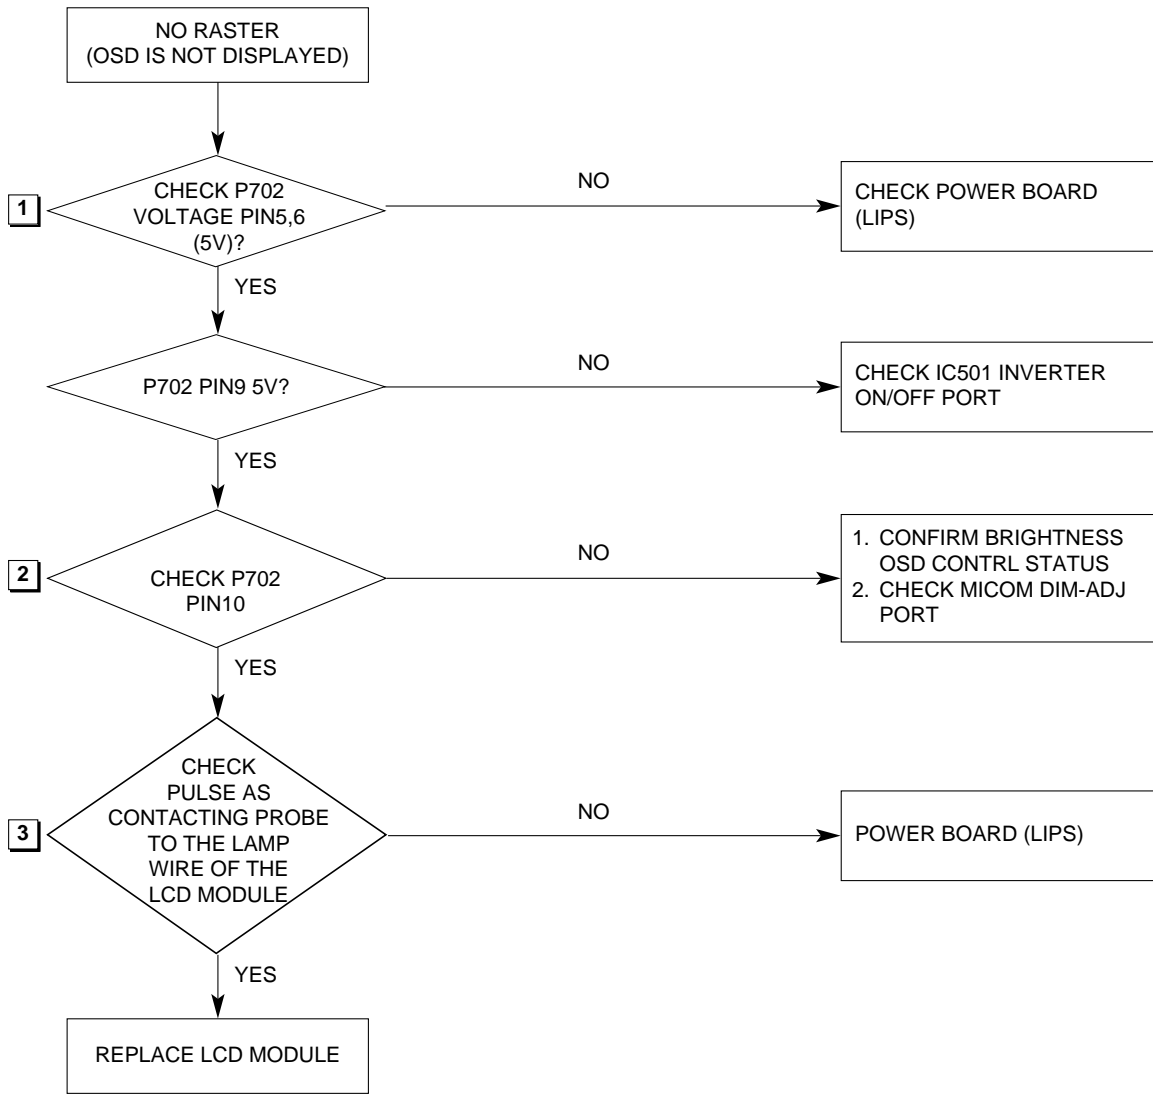 NO RASTER
(OSD IS NOT DISPLAYED)
1
CHECK P702
VOLTAGE PIN5,6
(5V)?
NO
CHECK POWER BOARD
(LIPS)
YES
P702 PIN9 5V?
NO
CHECK IC501 INVERTER
ON/OFF PORT
YES
2
CHECK P702
PIN10
NO
1. CONFIRM BRIGHTNESS
OSD CONTRL STATUS
2. CHECK MICOM DIM-ADJ
PORT
YES
3
CHECK
PULSE AS
CONTACTING PROBE
TO THE LAMP
WIRE OF THE
LCD MODULE
NO
POWER BOARD (LIPS)
YES
REPLACE LCD MODULE